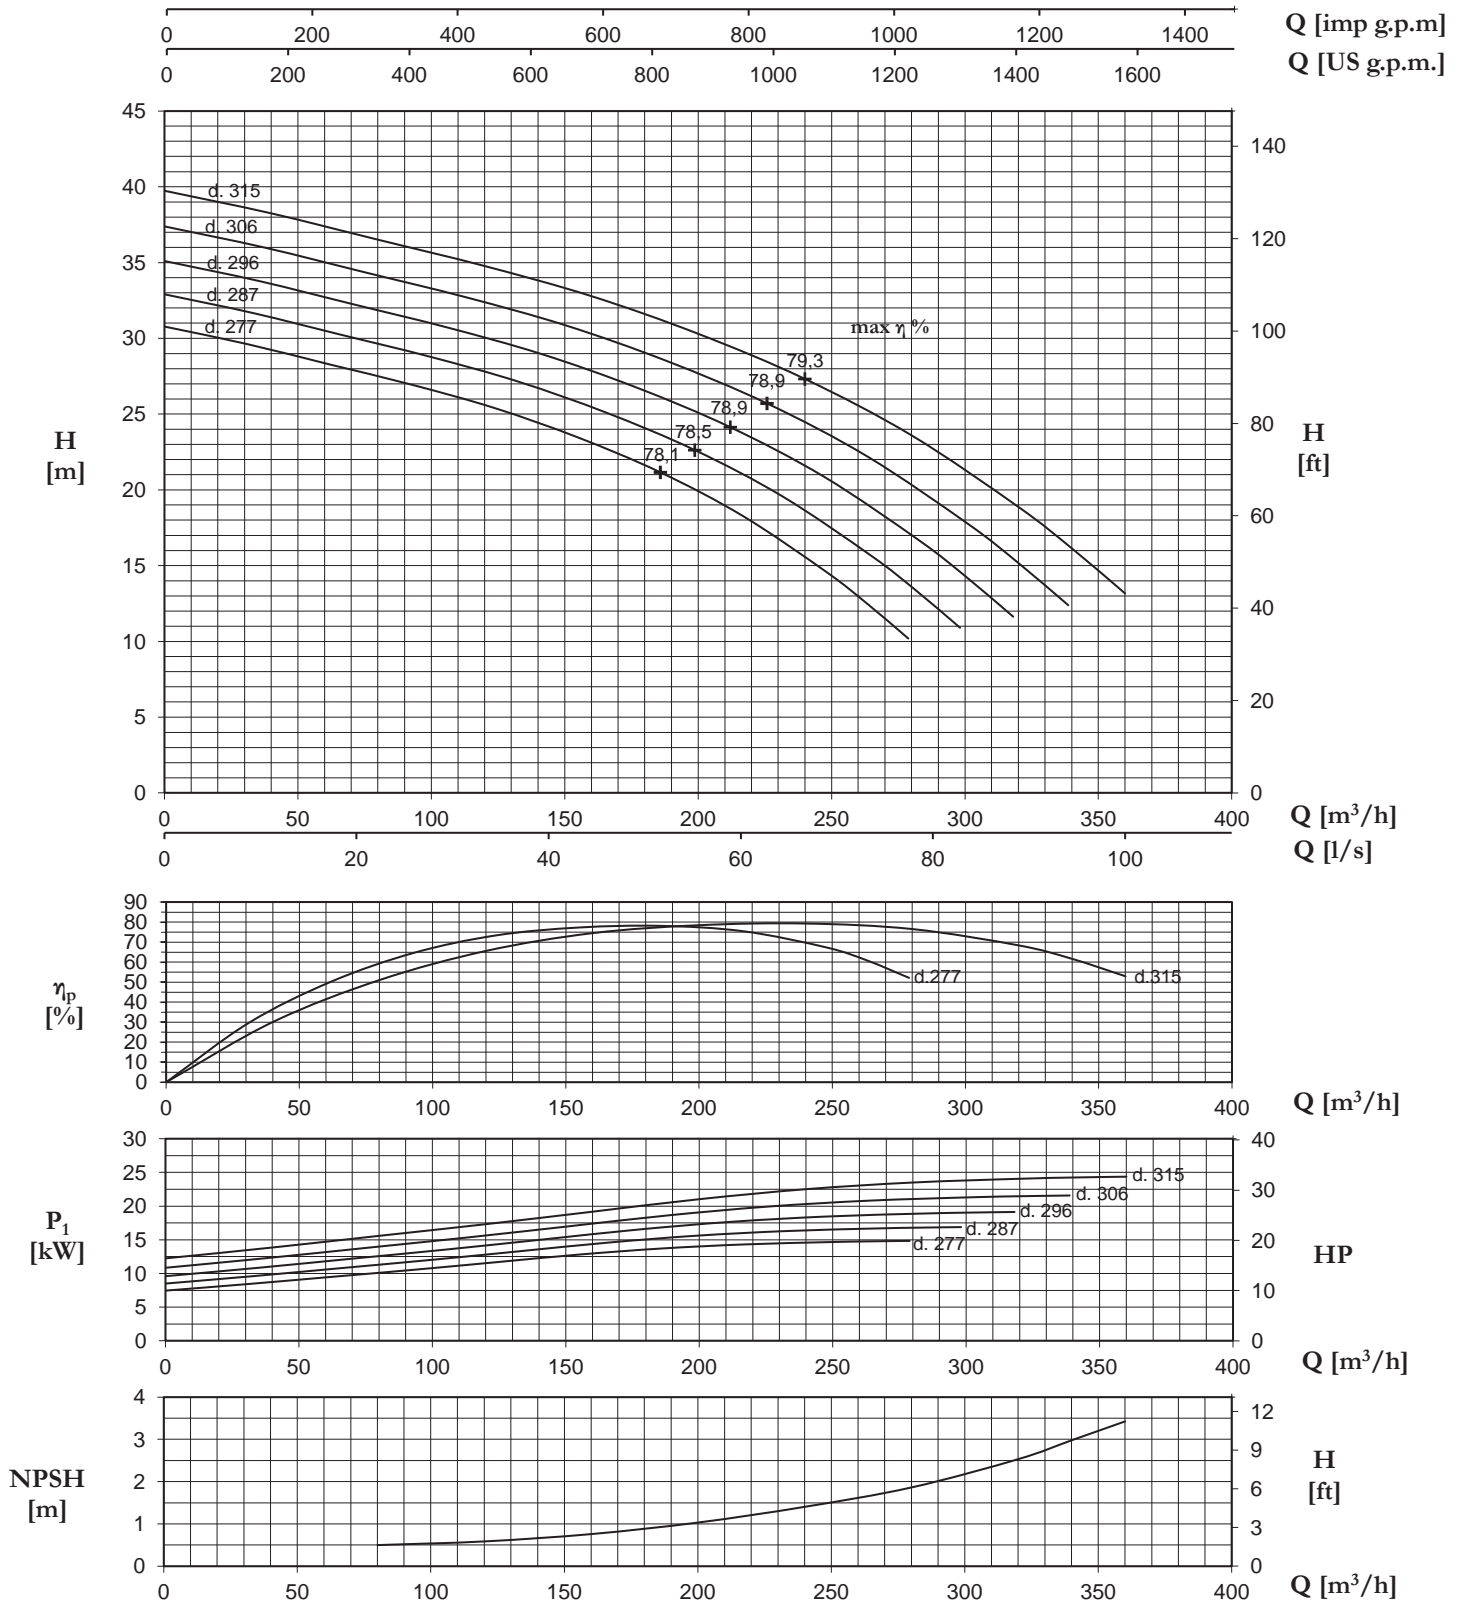 0 200 400 600 800 1000 1200 1400 Q [imp g.p.m]
0 200 400 600 800 1000 1200 1400 1600 Q [US g.p.m.]
45
140
40
d. 315
120
d. 306
35
d. 296
d. 287
d. 277
max η %
30
100
79,3
78,9
78,9
25
80
78,5
78,1
H
[m]
H
[ft]
20
60
15
40
10
20
5
0
0
0 50 100 150 200 250 300 350 400 Q [m³/h]
0 20 40 60 80 100 Q [l/s]
90
80
70
60
50
40
30
20
10
0
ηp
[%]
d.277
d.315
0 50 100 150 200 250 300 350 400 Q [m³/h]
30
25
20
15
10
5
0
P₁
[kW]
d. 315
d. 306
d. 296
d. 287
d. 277
40
30
20
10
0
HP
0 50 100 150 200 250 300 350 400 Q [m³/h]
4
3
2
1
0
NPSH
[m]
12
9
6
3
0
H
[ft]
0 50 100 150 200 250 300 350 400 Q [m³/h]